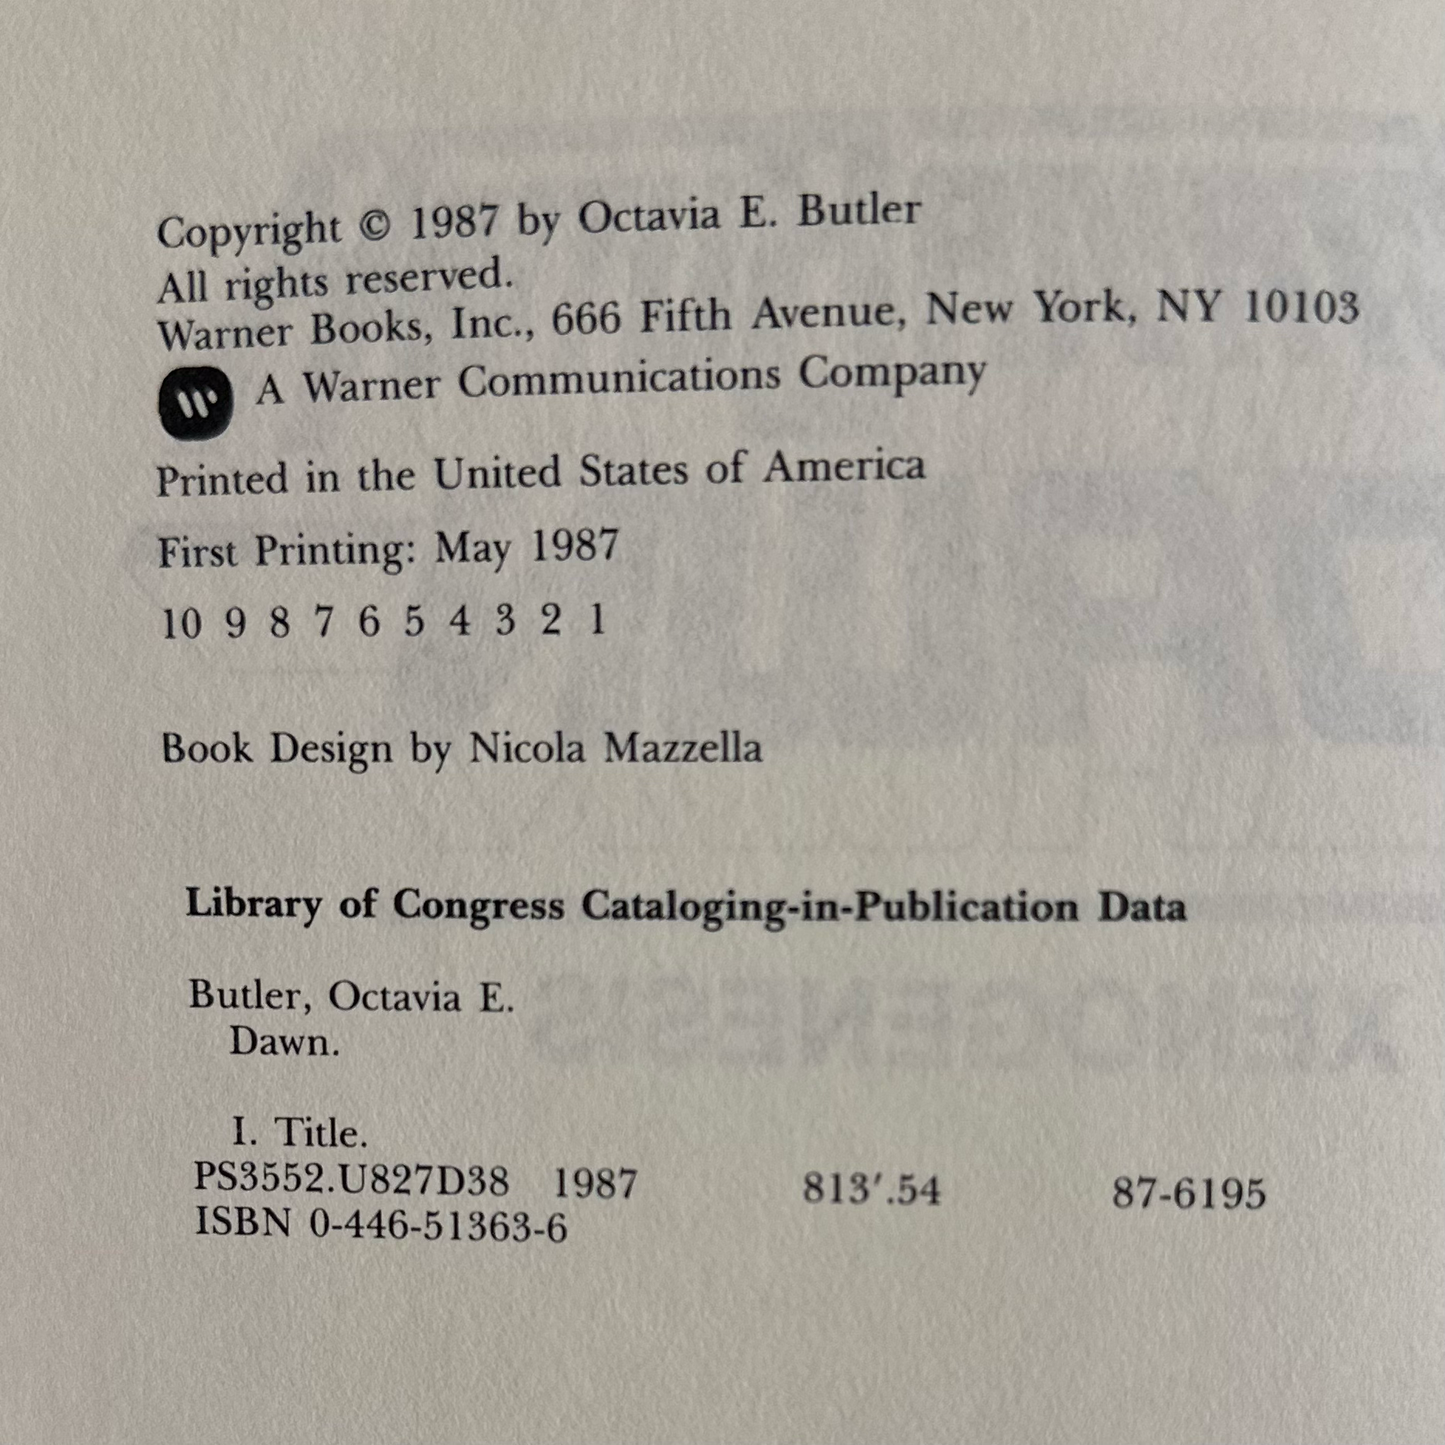 Copyright © 1987 by Octavia E. Butler
All rights reserved.
Warner Books, Inc., 666 Fifth Avenue, New York, NY 10103
A Warner Communications Company
Printed in the United States of America
First Printing: May 1987
10 9 8 7 6 5 4 3 2 1
Book Design by Nicola Mazzella
Library of Congress Cataloging-in-Publication Data
Butler, Octavia E.
Dawn.
I. Title.
PS3552.U827D38 1987 813′.54 87-6195
ISBN 0-446-51363-6